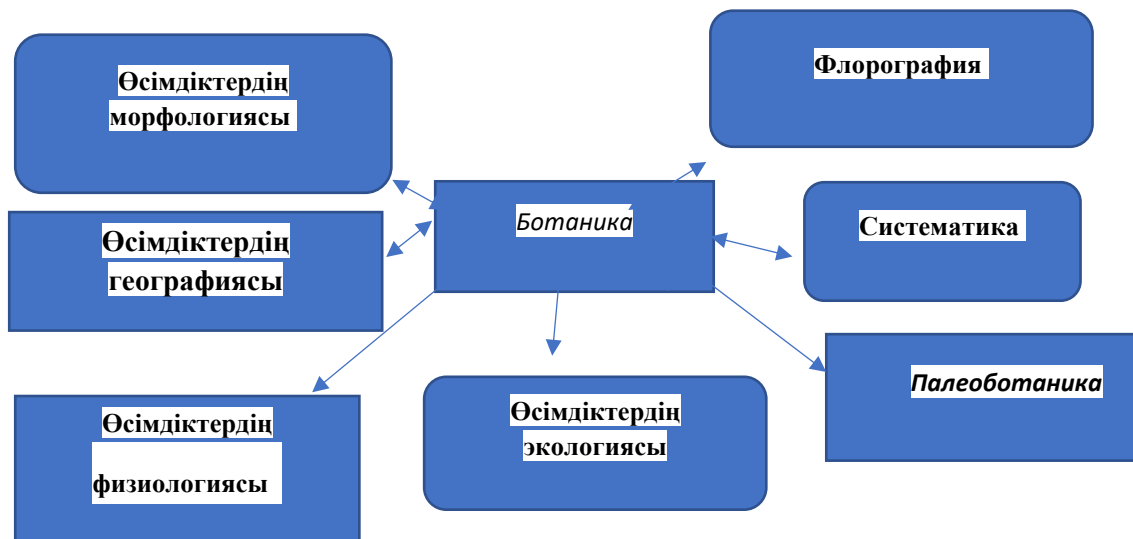 Өсімдіктердің
морфологиясы
Флорография
Ботаника
Систематика
Өсімдіктердің
географиясы
Палеоботаника
Өсімдіктердің
физиологиясы
Өсімдіктердің
экологиясы